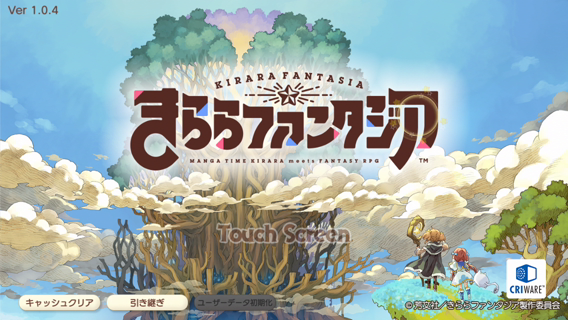 Ver 1.0.4
KIRARA FANTASIA
きららファンタジア
MANGA TIME KIRARA meets FANTASY RPG
TM
Touch Screen
キャッシュクリア
引き継ぎ
ユーザーデータ初期化
CRIWARE
© 芳文社/きららファンタジア製作委員会